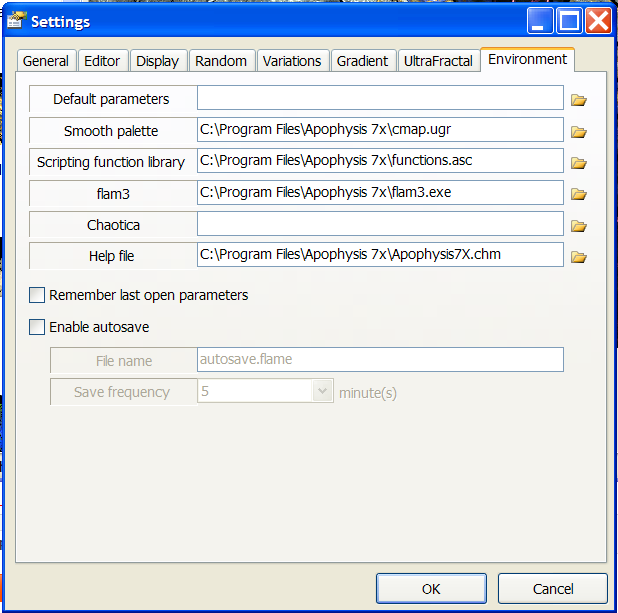 Settings
General Editor Display Random Variations Gradient UltraFractal Environment
Default parameters
Smooth palette C:\Program Files\Apophysis 7x\cmap.ugr
Scripting function library C:\Program Files\Apophysis 7x\functions.asc
flam3 C:\Program Files\Apophysis 7x\flam3.exe
Chaotica
Help file C:\Program Files\Apophysis 7x\Apophysis7X.chm
Remember last open parameters
Enable autosave
File name autosave.flame
Save frequency 5 minute(s)
OK Cancel